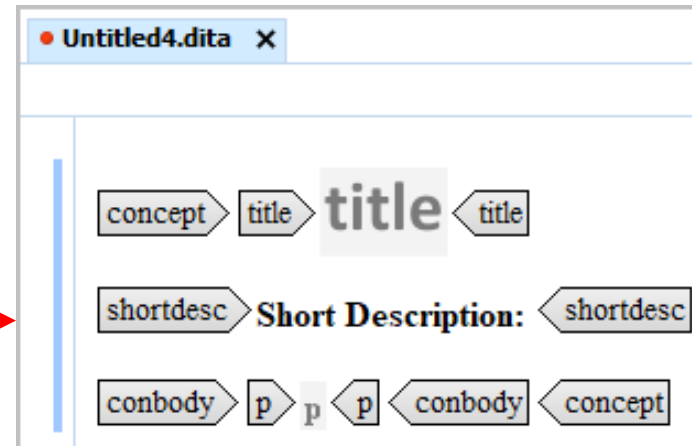 Untitled4.dita ×
concept title title title
shortdesc Short Description: shortdesc
conbody p p p conbody concept